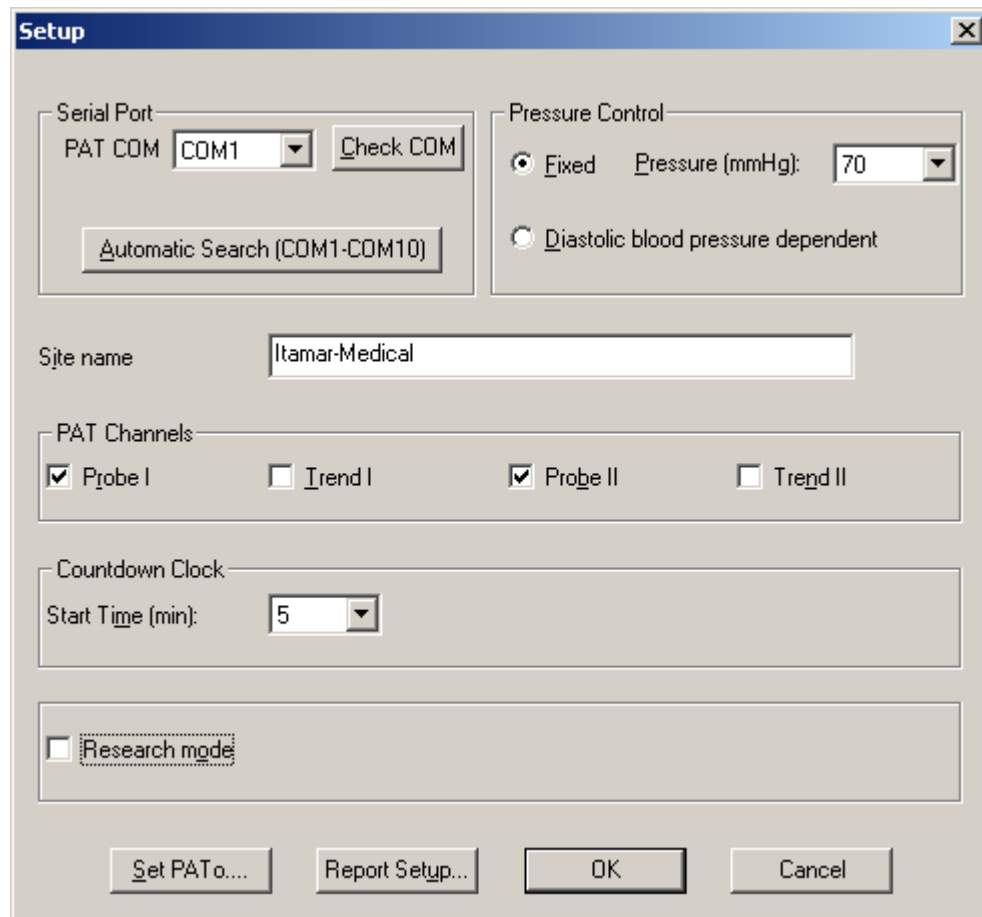 Setup
Serial Port
PAT COM COM1 Check COM
Automatic Search (COM1-COM10)
Pressure Control
Fixed Pressure (mmHg): 70
Diastolic blood pressure dependent
Site name Itamar-Medical
PAT Channels
Probe I Trend I Probe II Trend II
Countdown Clock
Start Time (min): 5
Research mode
Set PATo.... Report Setup... OK Cancel